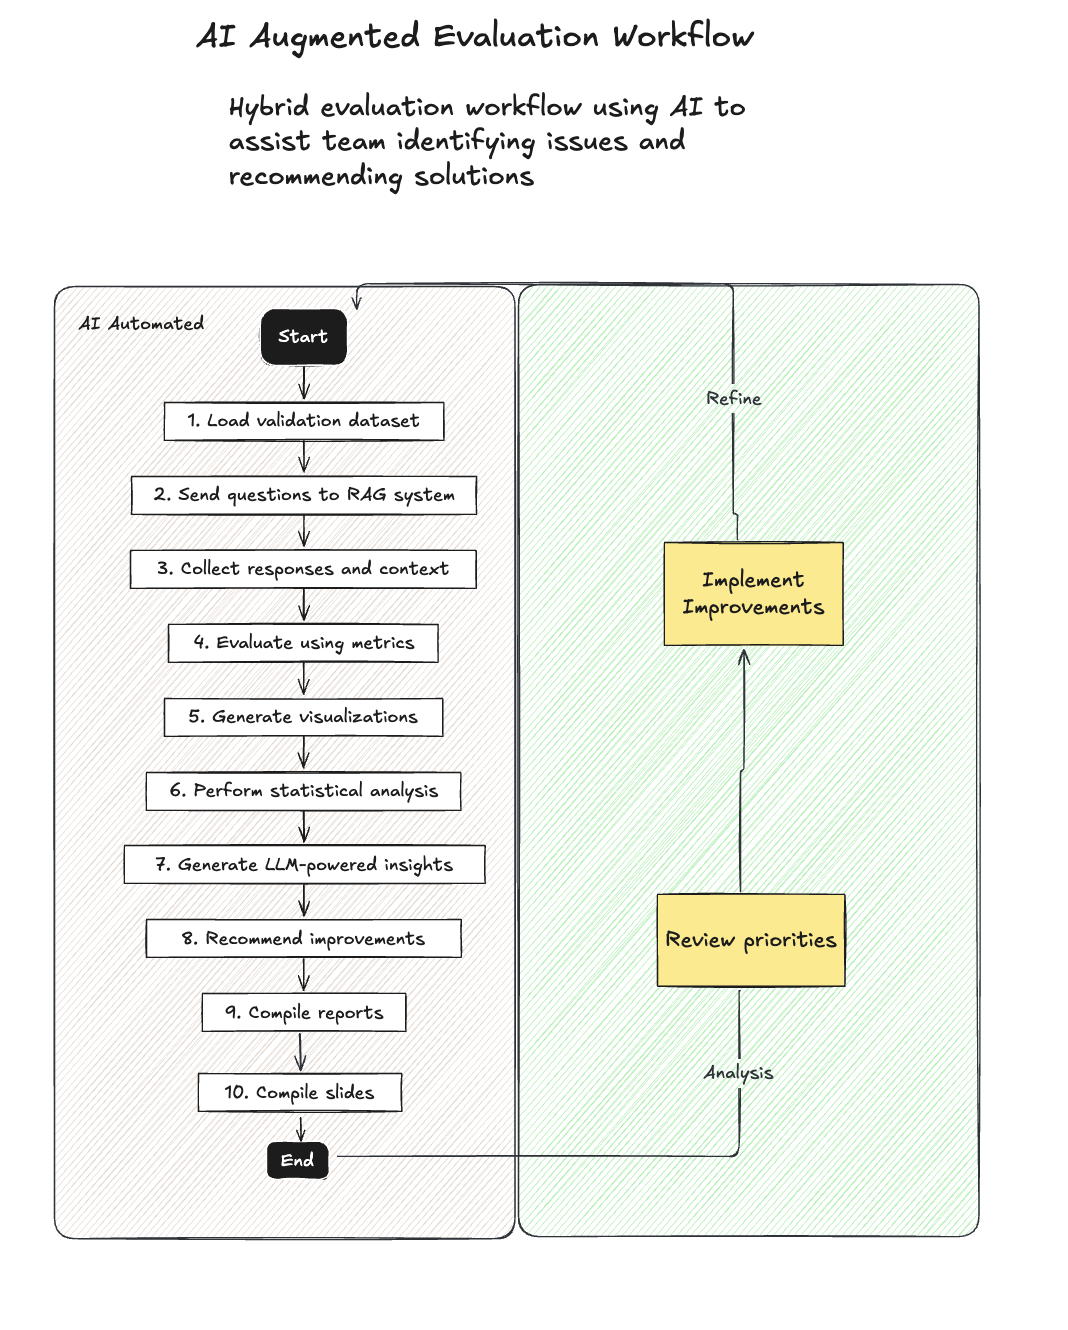 AI Augmented Evaluation Workflow
Hybrid evaluation workflow using AI to
assist team identifying issues and
recommending solutions
AI Automated
Start
1. Load validation dataset
2. Send questions to RAG system
3. Collect responses and context
4. Evaluate using metrics
5. Generate visualizations
6. Perform statistical analysis
7. Generate LLM-powered insights
8. Recommend improvements
9. Compile reports
10. Compile slides
End
Refine
Implement
Improvements
Review priorities
Analysis